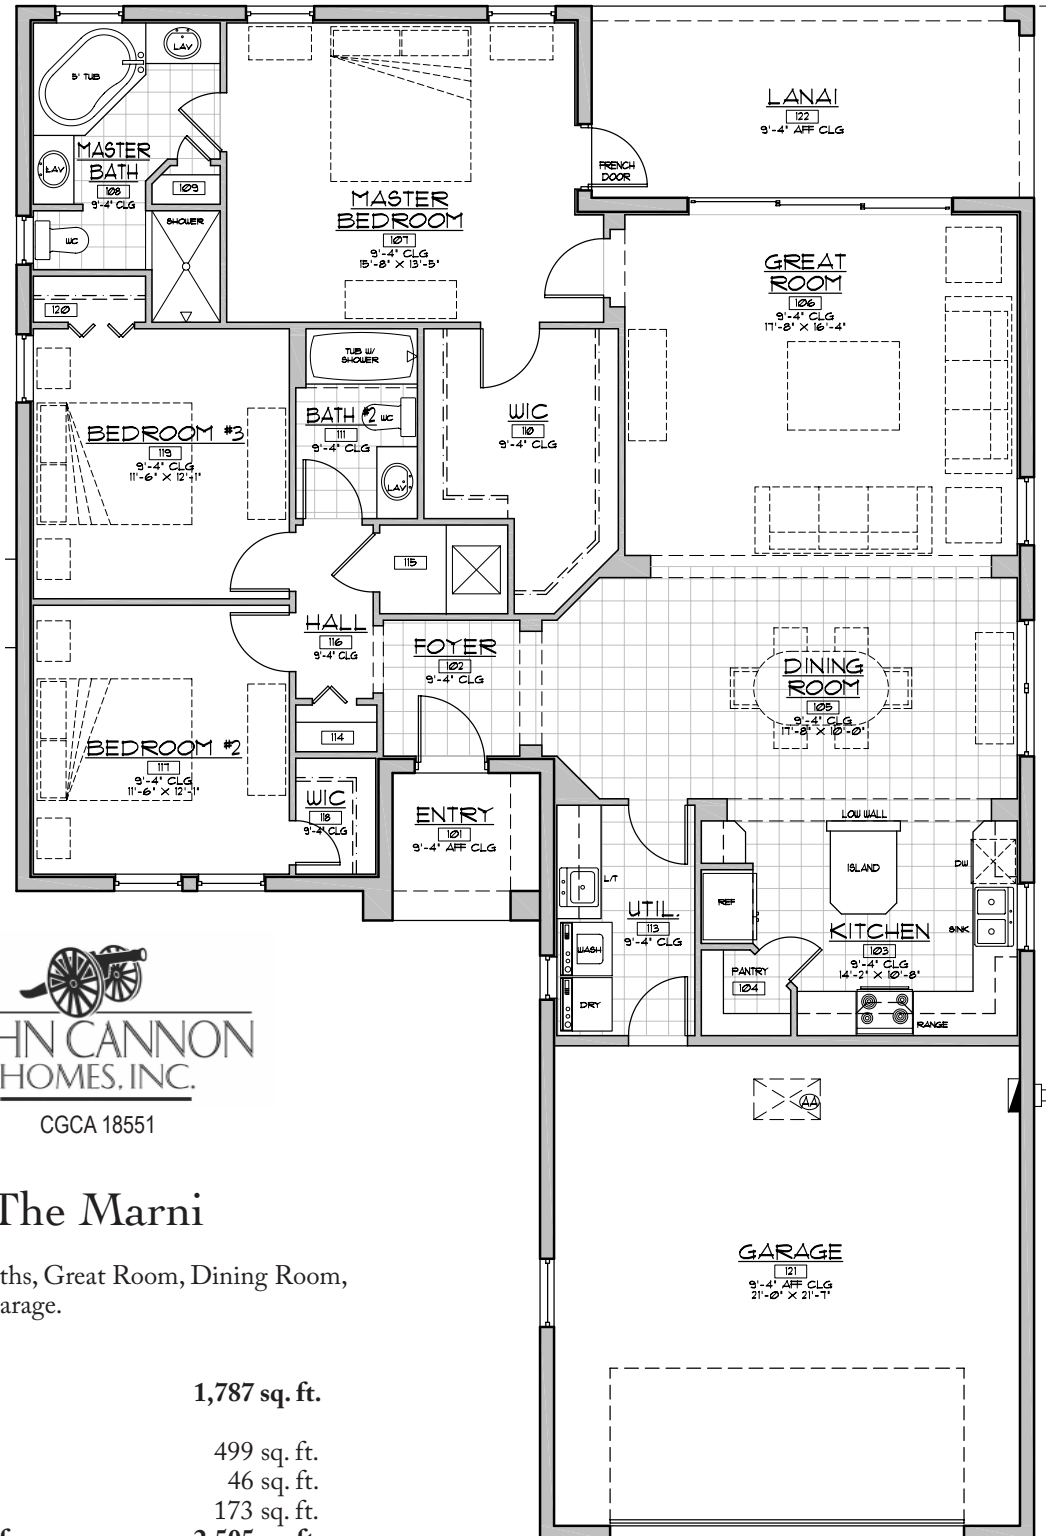 LAV
5' TUB
MASTER
BATH
108
9'-4" CLG
LAV
109
WC
SHOWER
120
MASTER
BEDROOM
107
9'-4" CLG
15'-8" X 13'-5"
LANAI
122
9'-4" AFF CLG
FRENCH
DOOR
GREAT
ROOM
106
9'-4" CLG
17'-8" X 16'-4"
TUB W/
SHOWER
BATH #2
WC
111
9'-4" CLG
LAV
WIC
110
9'-4" CLG
BEDROOM #3
119
9'-4" CLG
11'-6" X 12'-1"
115
HALL
116
9'-4" CLG
FOYER
102
9'-4" CLG
DINING
ROOM
105
9'-4" CLG
17'-8" X 10'-0"
BEDROOM #2
117
9'-4" CLG
11'-6" X 12'-1"
114
WIC
118
9'-4" CLG
ENTRY
101
9'-4" AFF CLG
LOW WALL
ISLAND
DW
SINK
REF
L/T
UTIL.
113
9'-4" CLG
WASH
DRY
KITCHEN
103
9'-4" CLG
14'-2" X 10'-8"
PANTRY
104
RANGE
HN CANNON
HOMES, INC.
CGCA 18551
AA
The Marni
ths, Great Room, Dining Room,
arage.
GARAGE
121
9'-4" AFF CLG
21'-0" X 21'-7"
1,787 sq. ft.
499 sq. ft.
46 sq. ft.
173 sq. ft.